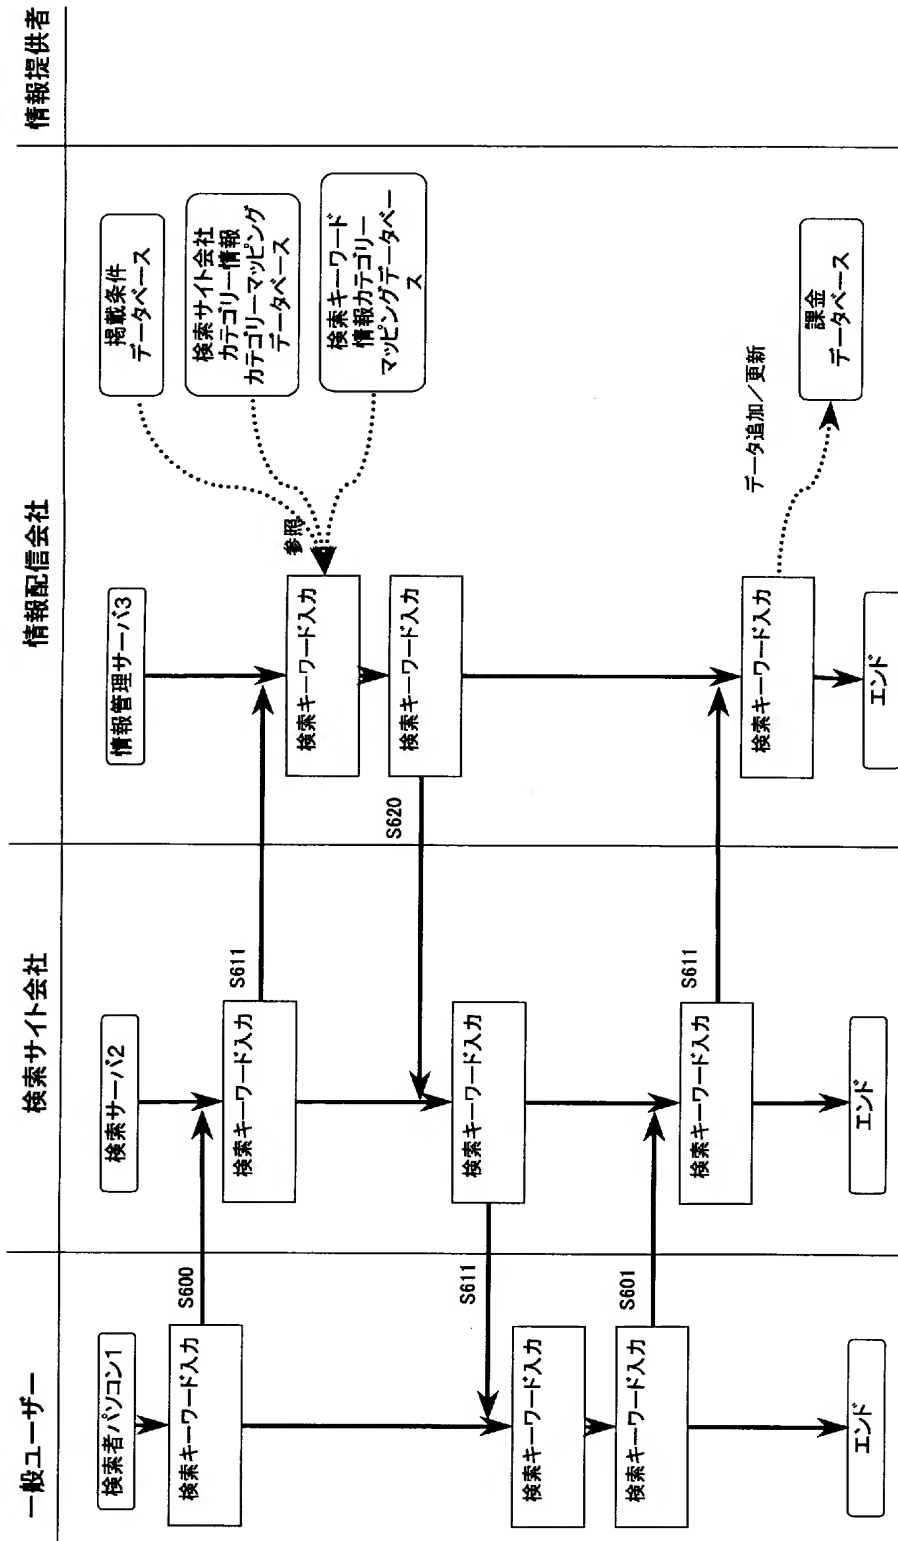 一般ユーザー
検索サイト会社
情報配信会社
情報提供者
検索者パソコン1
検索サーバ2
情報管理サーバ3
掲載条件
データベース
検索キーワード入力
S600
検索キーワード入力
S611
検索サイト会社
カテゴリー情報
カテゴリーマッピング
データベース
参照
検索キーワード入力
検索キーワード
情報カテゴリー
マッピングデータベー
ス
検索キーワード入力
S620
検索キーワード入力
S611
検索キーワード入力
検索キーワード入力
S601
検索キーワード入力
S611
検索キーワード入力
データ追加/更新
課金
データベース
エンド
エンド
エンド